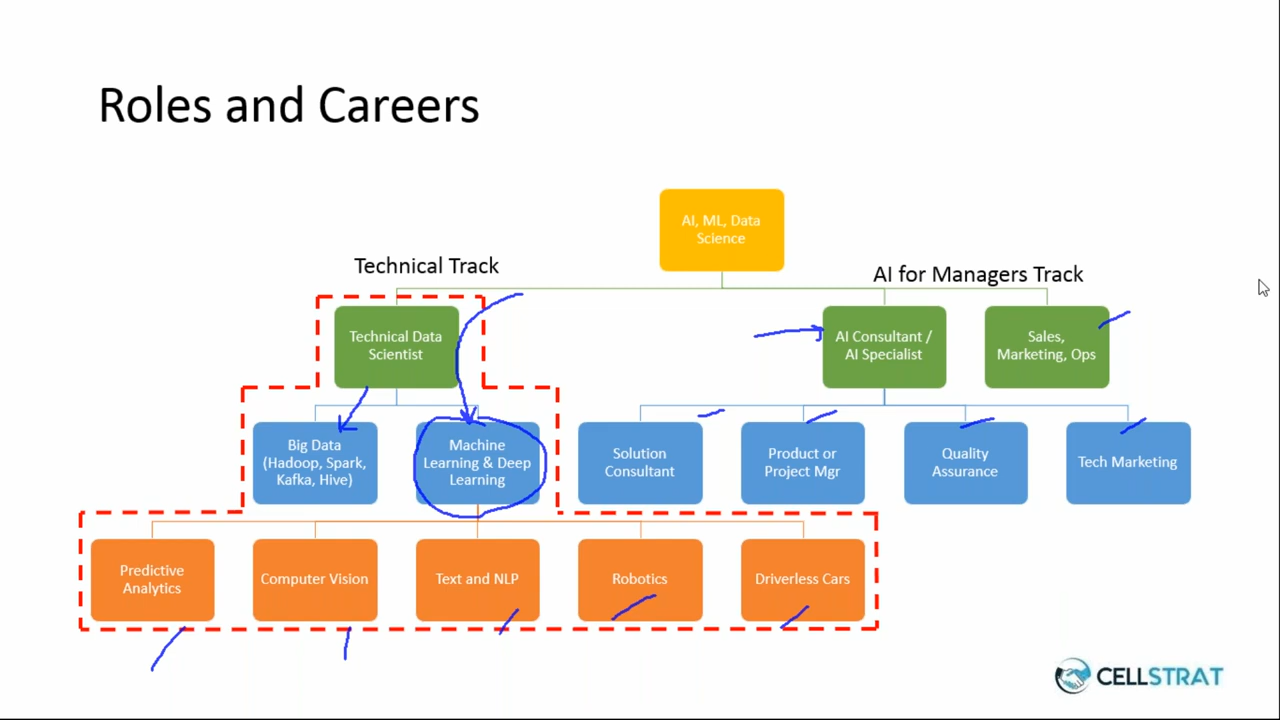 Roles and Careers
AI, ML, Data
Science
Technical Track
AI for Managers Track
Technical Data
Scientist
AI Consultant /
AI Specialist
Sales,
Marketing, Ops
Big Data
(Hadoop, Spark,
Kafka, Hive)
Machine
Learning & Deep
Learning
Solution
Consultant
Product or
Project Mgr
Quality
Assurance
Tech Marketing
Predictive
Analytics
Computer Vision
Text and NLP
Robotics
Driverless Cars
CELLSTRAT